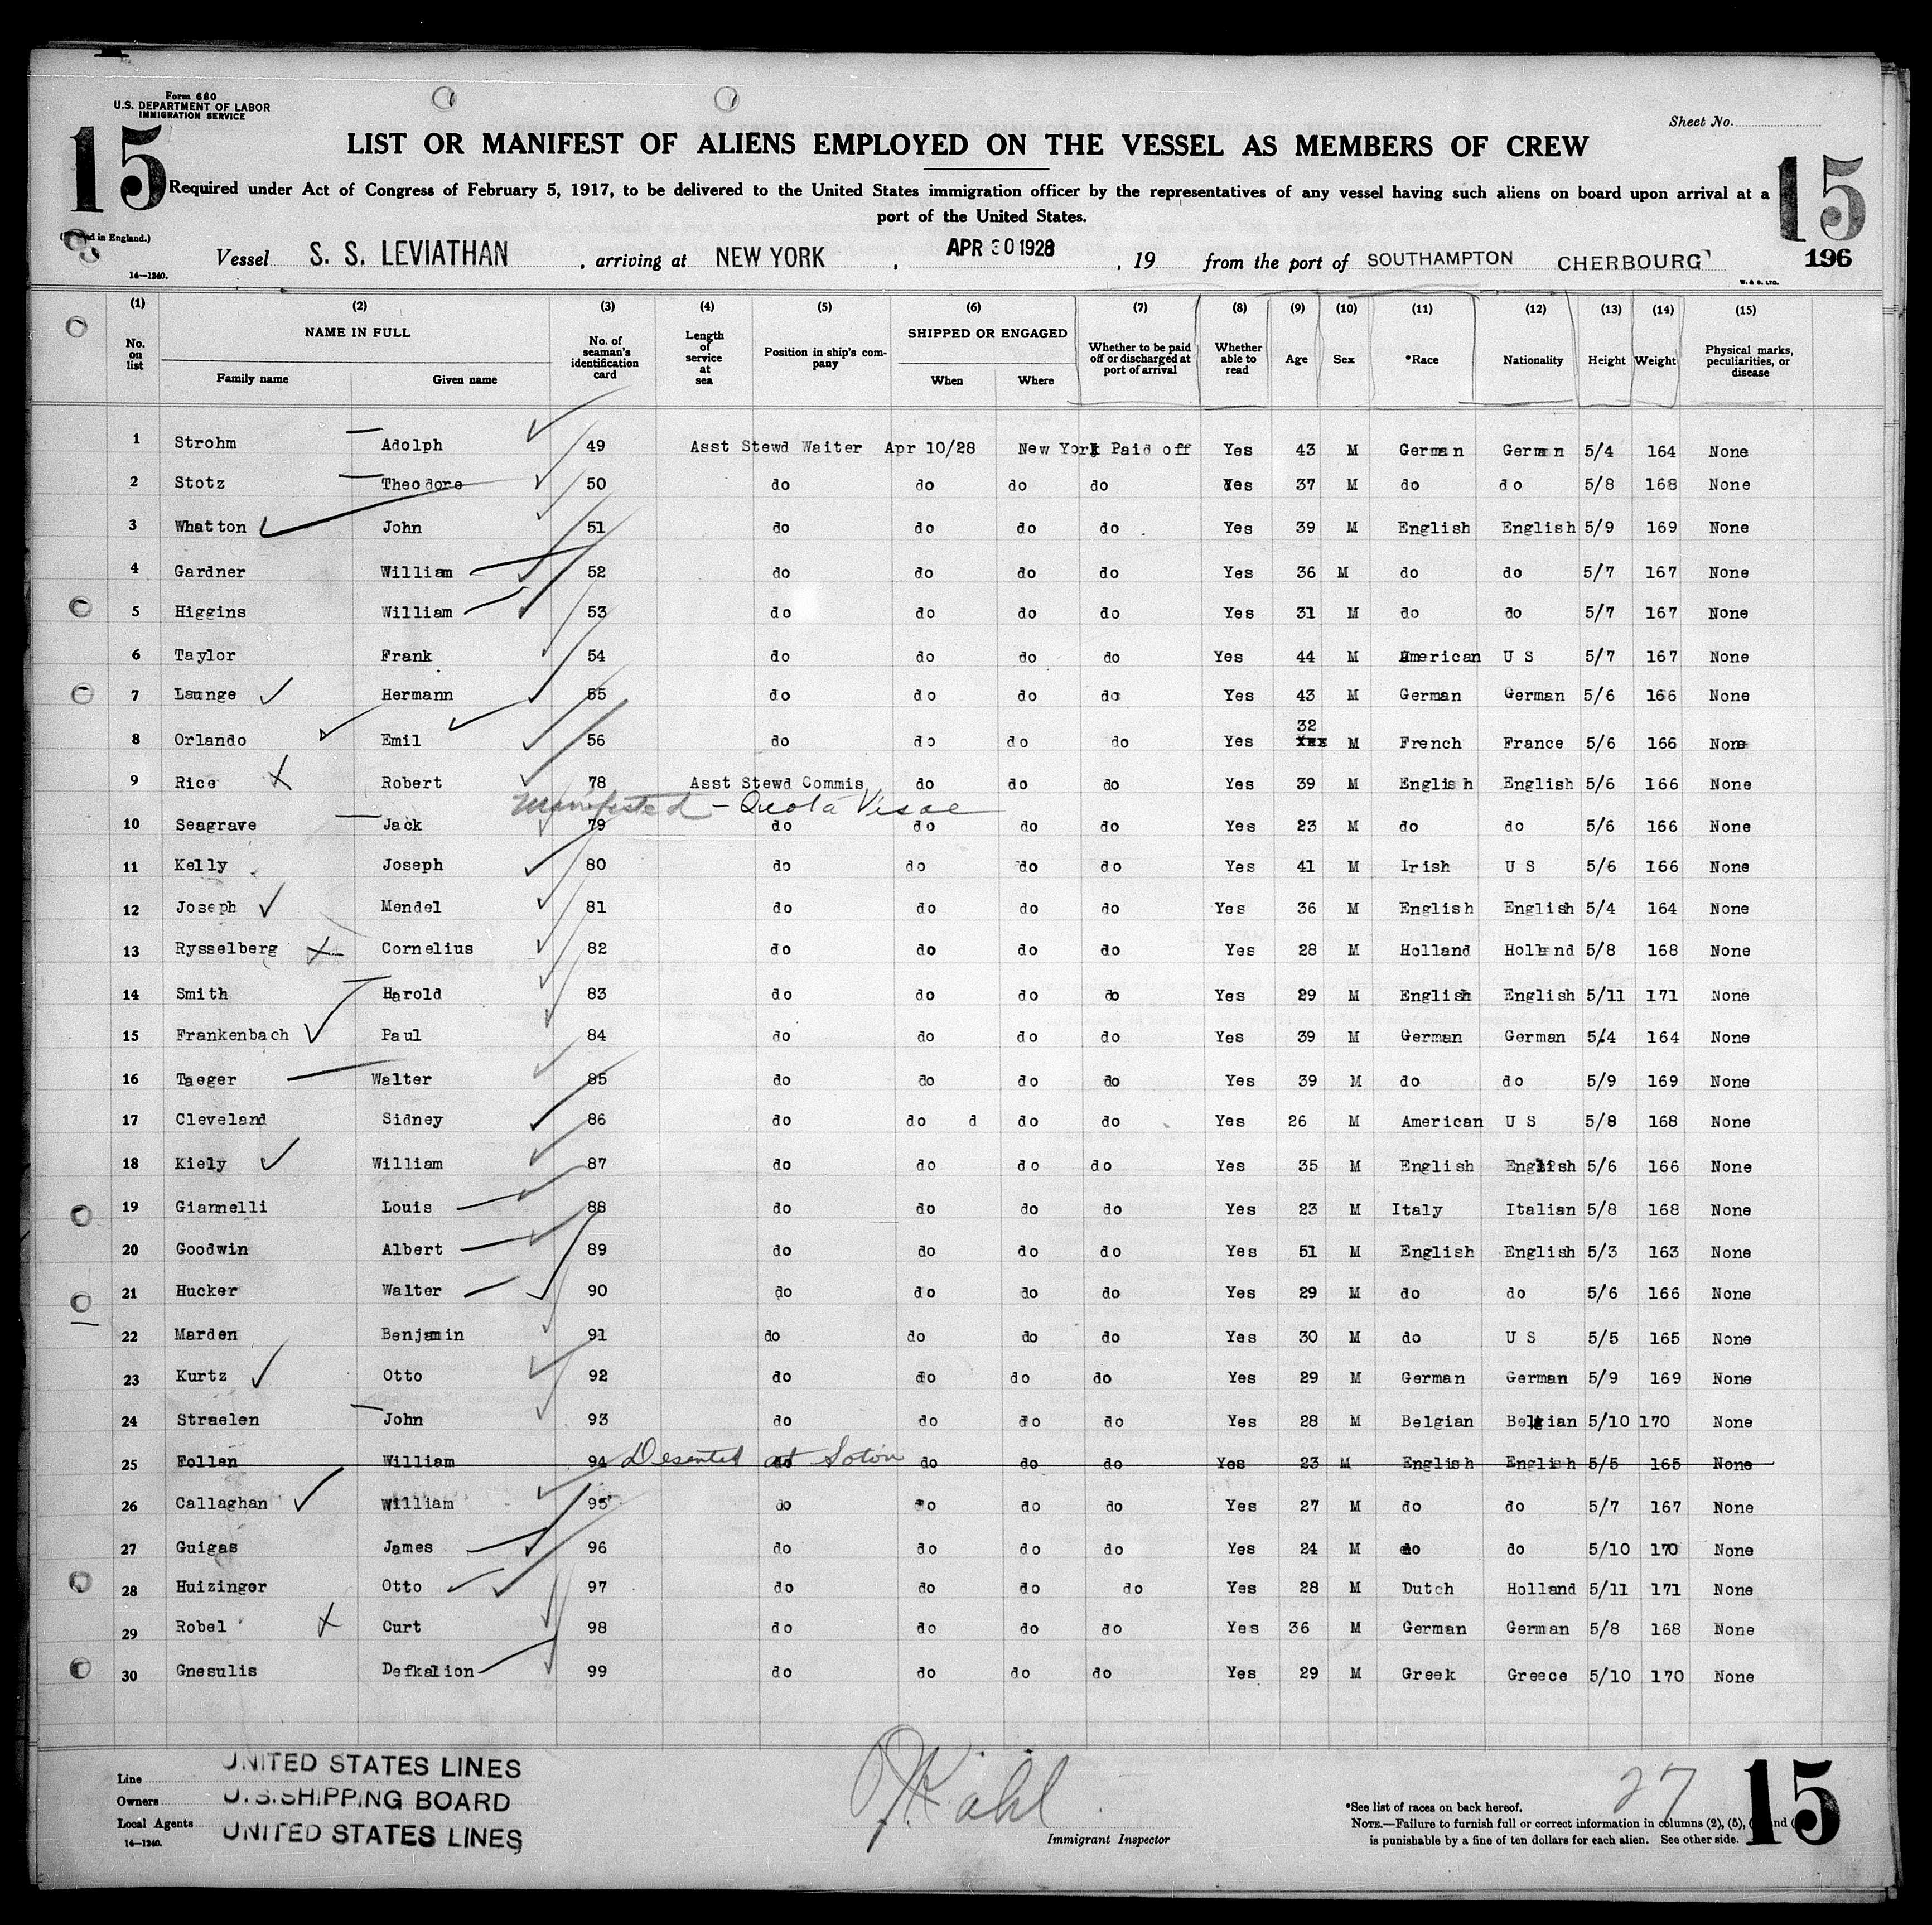 Form 680
U.S. DEPARTMENT OF LABOR
IMMIGRATION SERVICE
15
Sheet No.
LIST OR MANIFEST OF ALIENS EMPLOYED ON THE VESSEL AS MEMBERS OF CREW
15
Required under Act of Congress of February 5, 1917, to be delivered to the United States immigration officer by the representatives of any vessel having such aliens on board upon arrival at a
port of the United States.
in England.)
Vessel S. S. LEVIATHAN, arriving at NEW YORK, APR 30 1928, 19 from the port of SOUTHAMPTON CHERBOURG
196
14—1240.
W. & S. LTD.
(1) (2) (3) (4) (5) (6) (7) (8) (9) (10) (11) (12) (13) (14) (15)
No. on list NAME IN FULL Family name Given name No. of seaman's identification card Length of service at sea Position in ship's company SHIPPED OR ENGAGED When Where Whether to be paid off or discharged at port of arrival Whether able to read Age Sex *Race Nationality Height Weight Physical marks, peculiarities, or disease
1 Strohm Adolph 49 Asst Stewd Waiter Apr 10/28 New York Paid off Yes 43 M German German 5/4 164 None
2 Stotz Theodore 50 do do do do Yes 37 M do do 5/8 168 None
3 Whatton John 51 do do do do Yes 39 M English English 5/9 169 None
4 Gardner William 52 do do do do Yes 36 M do do 5/7 167 None
5 Higgins William 53 do do do do Yes 31 M do do 5/7 167 None
6 Taylor Frank 54 do do do do Yes 44 M American U S 5/7 167 None
7 Launge Hermann 55 do do do do Yes 43 M German German 5/6 166 None
8 Orlando Emil 56 do do do do Yes 32 xxx M French France 5/6 166 None
9 Rice Robert 78 Asst Stewd Commis do do do Yes 39 M English English 5/6 166 None
Manifested - Quota Visae
10 Seagrave Jack 79 do do do do Yes 23 M do do 5/6 166 None
11 Kelly Joseph 80 do do do do Yes 41 M Irish U S 5/6 166 None
12 Joseph Mendel 81 do do do do Yes 36 M English English 5/4 164 None
13 Rysselberg Cornelius 82 do do do do Yes 28 M Holland Holland 5/8 168 None
14 Smith Harold 83 do do do do Yes 29 M English English 5/11 171 None
15 Frankenbach Paul 84 do do do do Yes 39 M German German 5/4 164 None
16 Taeger Walter 85 do do do do Yes 39 M do do 5/9 169 None
17 Cleveland Sidney 86 do do d do do Yes 26 M American U S 5/8 168 None
18 Kiely William 87 do do do do Yes 35 M English English 5/6 166 None
19 Giannelli Louis 88 do do do do Yes 23 M Italy Italian 5/8 168 None
20 Goodwin Albert 89 do do do do Yes 51 M English English 5/3 163 None
21 Hucker Walter 90 do do do do Yes 29 M do do 5/6 166 None
22 Marden Benjamin 91 do do do do Yes 30 M do U S 5/5 165 None
23 Kurtz Otto 92 do do do do Yes 29 M German German 5/9 169 None
24 Straelen John 93 do do do do Yes 28 M Belgian Belgian 5/10 170 None
25 Follen William 94 Deserted at Soton do do do Yes 23 M English English 5/5 165 None
26 Callaghan William 95 do do do do Yes 27 M do do 5/7 167 None
27 Guigas James 96 do do do do Yes 24 M do do 5/10 170 None
28 Huizinger Otto 97 do do do do Yes 28 M Dutch Holland 5/11 171 None
29 Robel Curt 98 do do do do Yes 36 M German German 5/8 168 None
30 Gnesulis Defkalion 99 do do do do Yes 29 M Greek Greece 5/10 170 None
Line UNITED STATES LINES
Owners U.S. SHIPPING BOARD
Local Agents UNITED STATES LINES
14—1240.
Kahl
Immigrant Inspector
27
15
*See list of races on back hereof.
NOTE.—Failure to furnish full or correct information in columns (2), (5), and
is punishable by a fine of ten dollars for each alien. See other side.